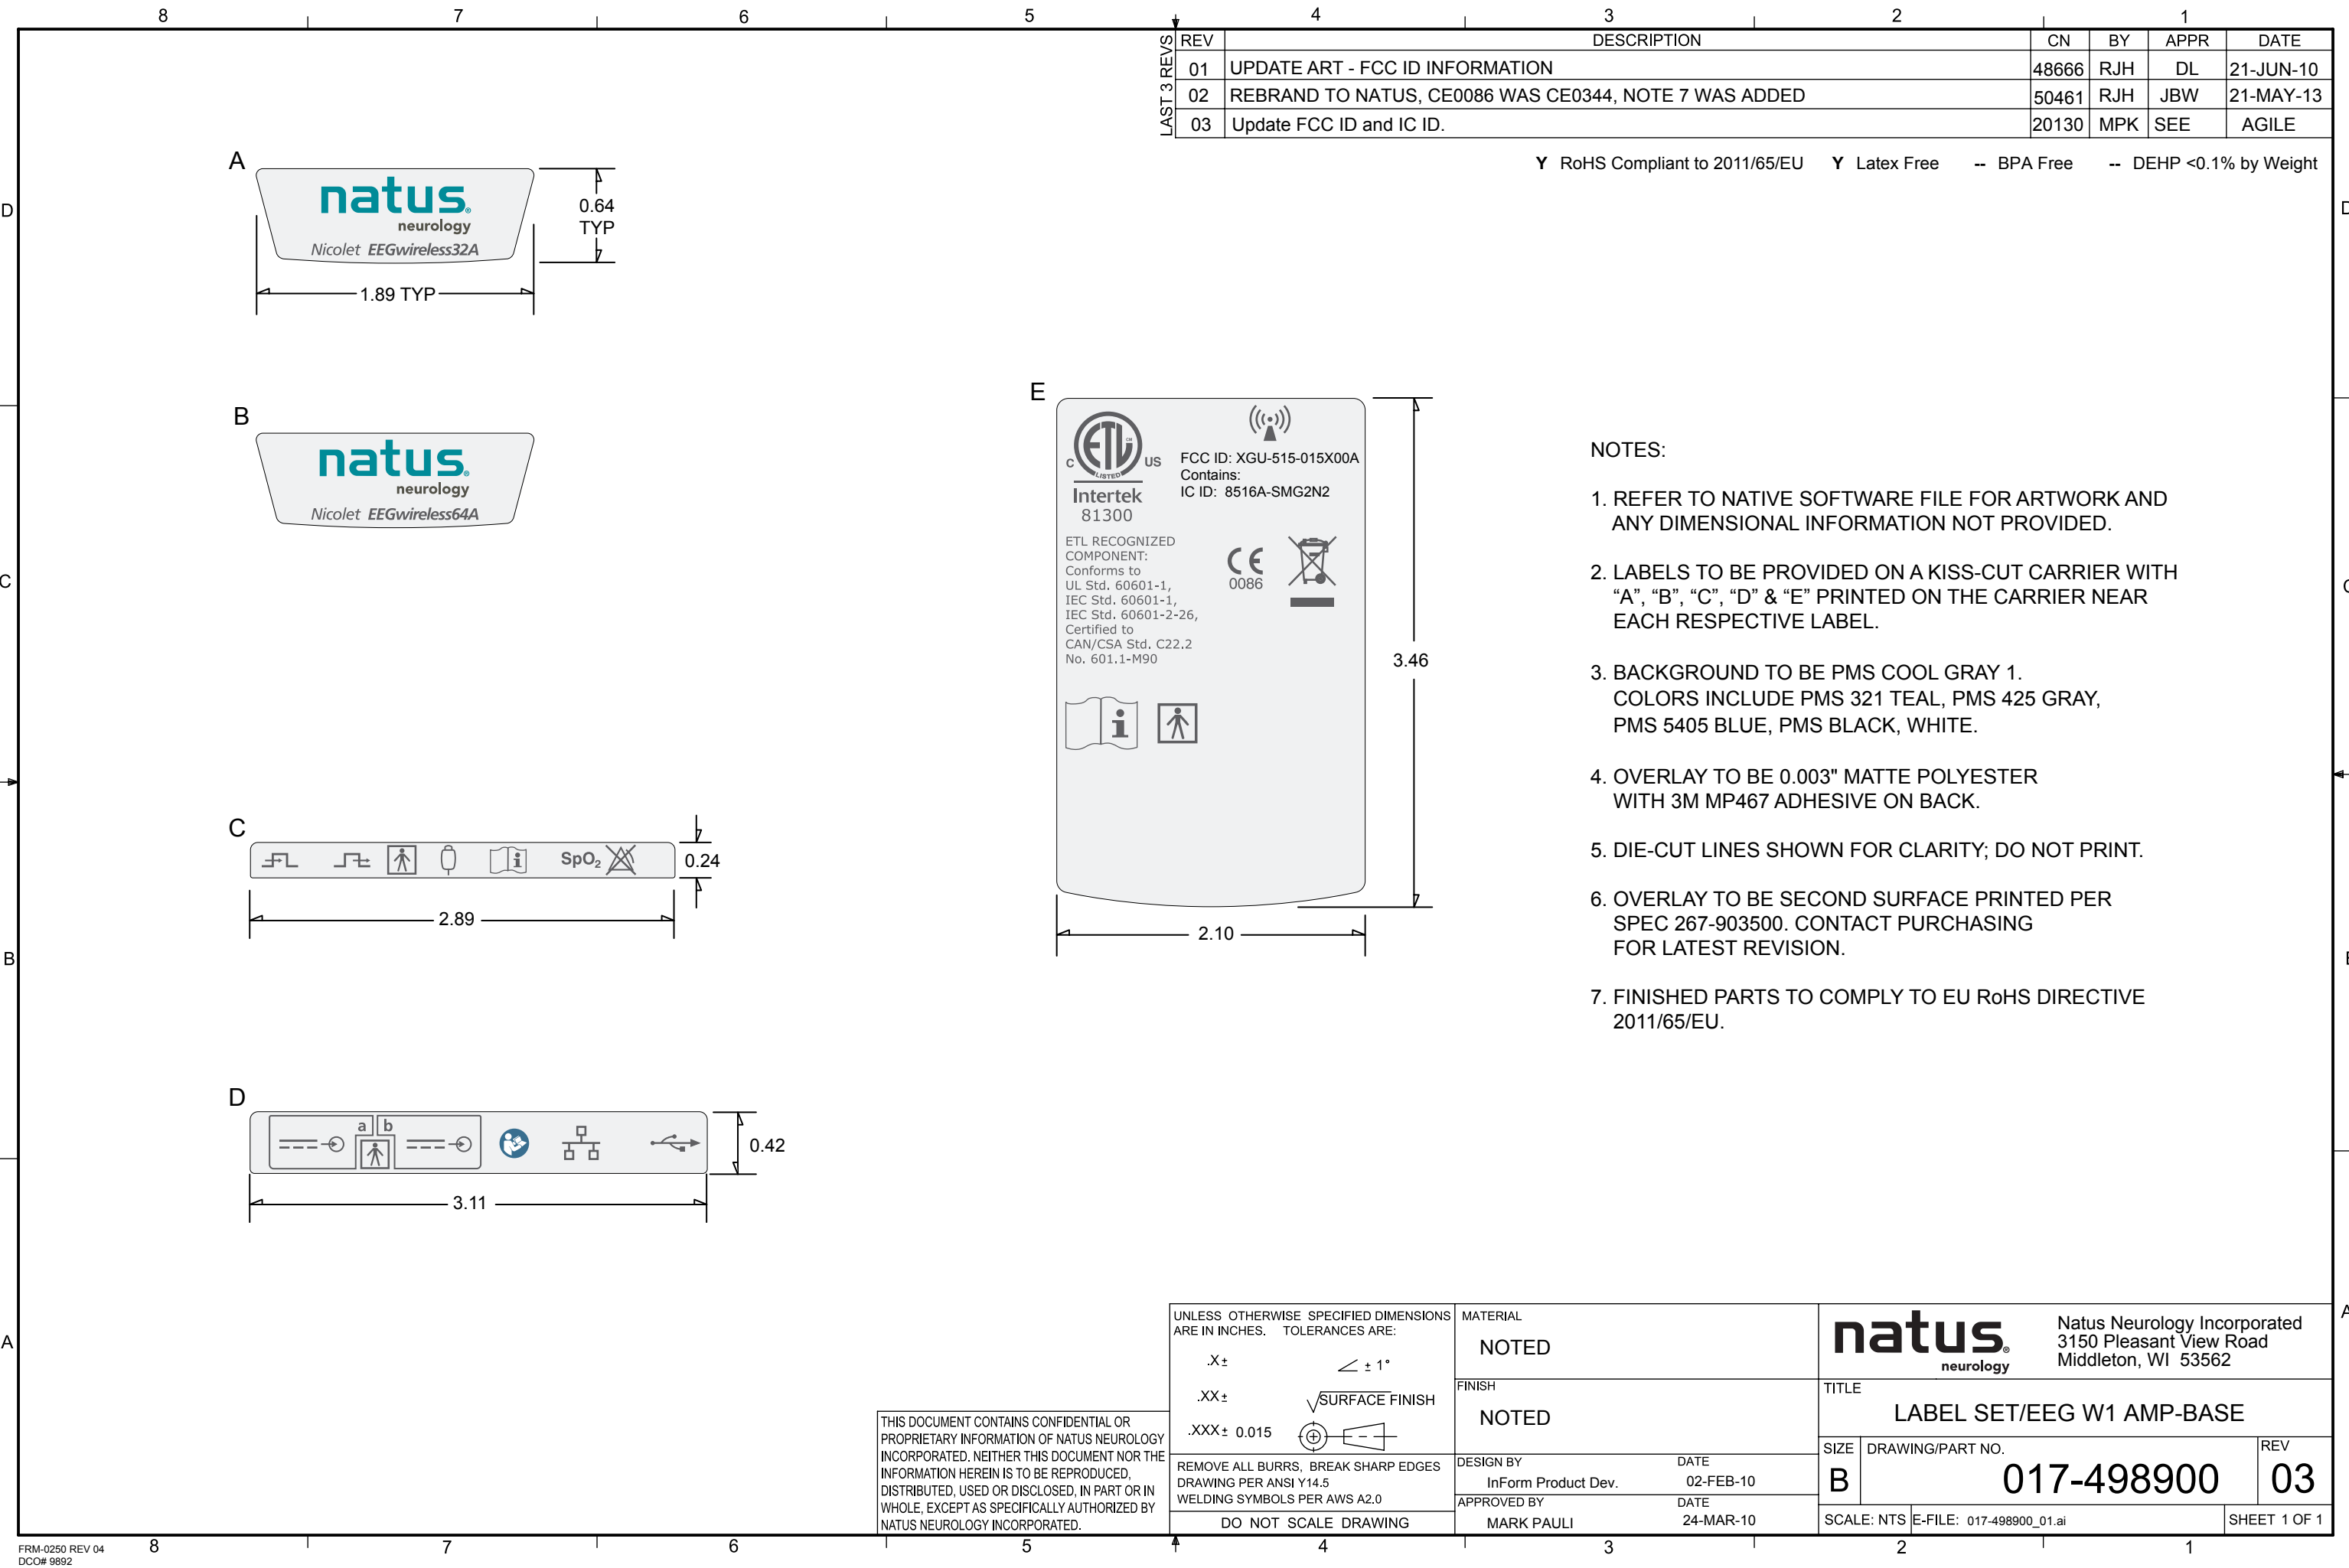 8 7 6 5 4 3 2 1
LAST 3 REVS
REV DESCRIPTION CN BY APPR DATE
01 UPDATE ART - FCC ID INFORMATION 48666 RJH DL 21-JUN-10
02 REBRAND TO NATUS, CE0086 WAS CE0344, NOTE 7 WAS ADDED 50461 RJH JBW 21-MAY-13
03 Update FCC ID and IC ID. 20130 MPK SEE AGILE
Y RoHS Compliant to 2011/65/EU Y Latex Free -- BPA Free -- DEHP <0.1% by Weight
D
D
A
natus®
neurology
Nicolet EEGwireless32A
0.64
TYP
1.89 TYP
B
natus®
neurology
Nicolet EEGwireless64A
C
C
C
SpO₂
0.24
2.89
D
a b
0.42
3.11
E
ETL CM
LISTED
C US
Intertek
81300
FCC ID: XGU-515-015X00A
Contains:
IC ID: 8516A-SMG2N2
ETL RECOGNIZED
COMPONENT:
Conforms to
UL Std. 60601-1,
IEC Std. 60601-1,
IEC Std. 60601-2-26,
Certified to
CAN/CSA Std. C22.2
No. 601.1-M90
CE
0086
i
3.46
2.10
NOTES:
1. REFER TO NATIVE SOFTWARE FILE FOR ARTWORK AND
ANY DIMENSIONAL INFORMATION NOT PROVIDED.
2. LABELS TO BE PROVIDED ON A KISS-CUT CARRIER WITH
“A”, “B”, “C”, “D” & “E” PRINTED ON THE CARRIER NEAR
EACH RESPECTIVE LABEL.
3. BACKGROUND TO BE PMS COOL GRAY 1.
COLORS INCLUDE PMS 321 TEAL, PMS 425 GRAY,
PMS 5405 BLUE, PMS BLACK, WHITE.
4. OVERLAY TO BE 0.003" MATTE POLYESTER
WITH 3M MP467 ADHESIVE ON BACK.
5. DIE-CUT LINES SHOWN FOR CLARITY; DO NOT PRINT.
6. OVERLAY TO BE SECOND SURFACE PRINTED PER
SPEC 267-903500. CONTACT PURCHASING
FOR LATEST REVISION.
7. FINISHED PARTS TO COMPLY TO EU RoHS DIRECTIVE
2011/65/EU.
B
B
A
A
THIS DOCUMENT CONTAINS CONFIDENTIAL OR
PROPRIETARY INFORMATION OF NATUS NEUROLOGY
INCORPORATED. NEITHER THIS DOCUMENT NOR THE
INFORMATION HEREIN IS TO BE REPRODUCED,
DISTRIBUTED, USED OR DISCLOSED, IN PART OR IN
WHOLE, EXCEPT AS SPECIFICALLY AUTHORIZED BY
NATUS NEUROLOGY INCORPORATED.
UNLESS OTHERWISE SPECIFIED DIMENSIONS
ARE IN INCHES. TOLERANCES ARE:
.X± ± 1°
.XX± SURFACE FINISH
.XXX± 0.015
REMOVE ALL BURRS, BREAK SHARP EDGES
DRAWING PER ANSI Y14.5
WELDING SYMBOLS PER AWS A2.0
DO NOT SCALE DRAWING
MATERIAL
NOTED
FINISH
NOTED
DESIGN BY DATE
InForm Product Dev. 02-FEB-10
APPROVED BY DATE
MARK PAULI 24-MAR-10
natus®
neurology
Natus Neurology Incorporated
3150 Pleasant View Road
Middleton, WI 53562
TITLE
LABEL SET/EEG W1 AMP-BASE
SIZE DRAWING/PART NO. REV
B 017-498900 03
SCALE: NTS E-FILE: 017-498900_01.ai SHEET 1 OF 1
8 7 6 5 4 3 2 1
FRM-0250 REV 04
DCO# 9892